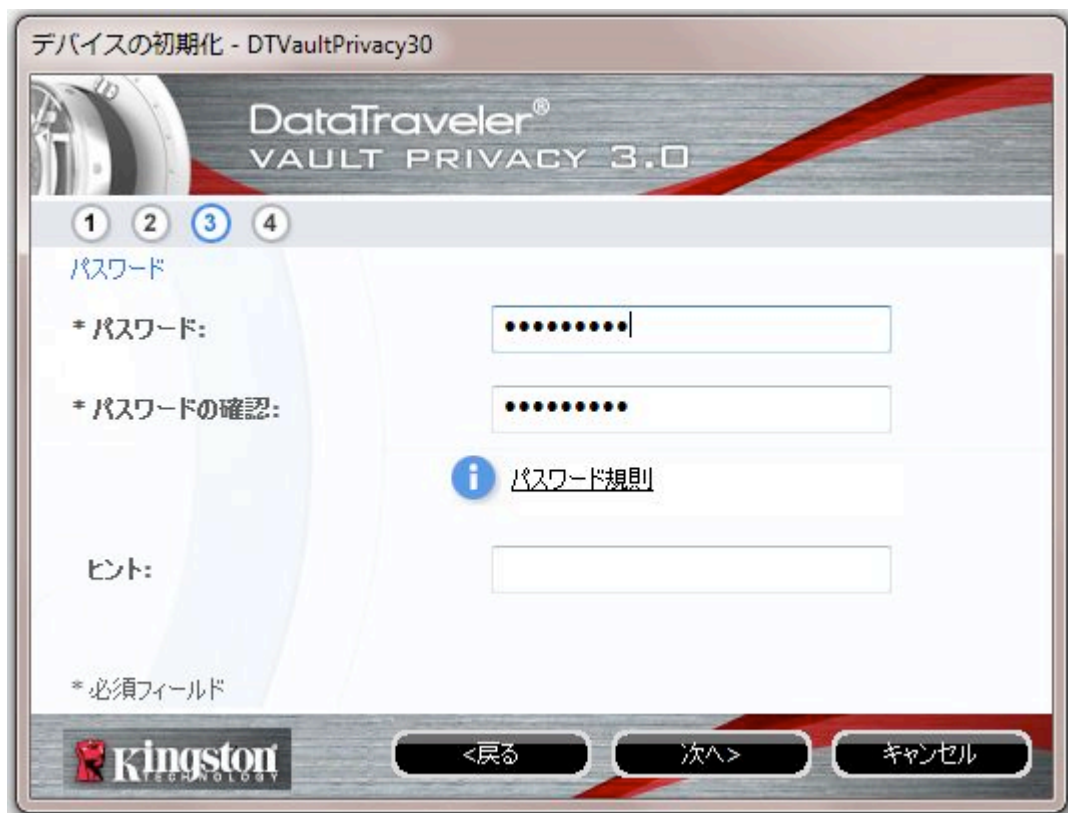 デバイスの初期化 - DTVaultPrivacy30
DataTraveler®
VAULT PRIVACY 3.0
1 2 3 4
パスワード
* パスワード: •••••••••
* パスワードの確認: •••••••••
i パスワード規則
ヒント:
* 必須フィールド
Kingston
TECHNOLOGY
<戻る 次へ> キャンセル